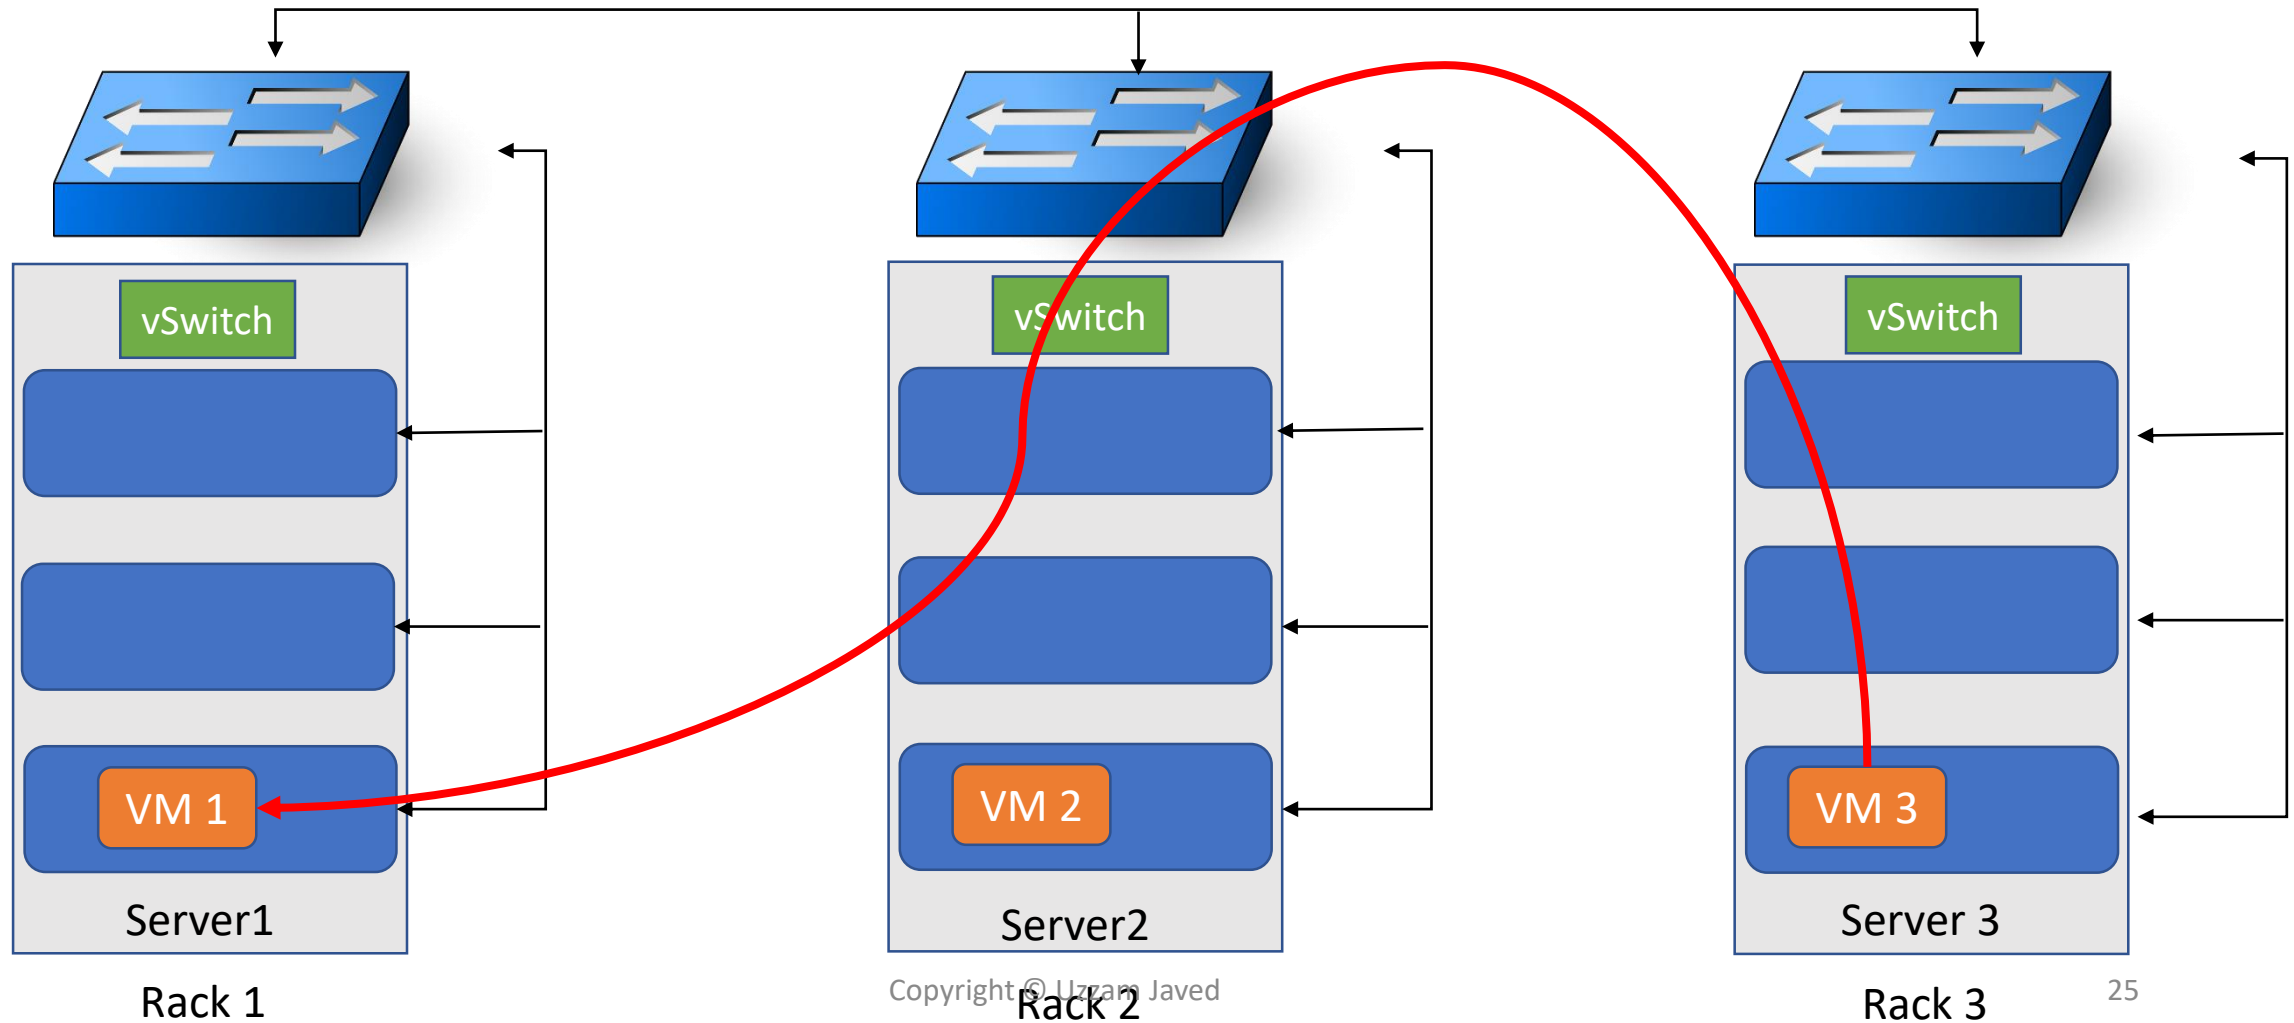 vSwitch
vSwitch
vSwitch
VM 1
VM 2
VM 3
Server1
Server2
Server 3
Rack 1
Rack 2
Rack 3
Copyright © Uzzam Javed
25